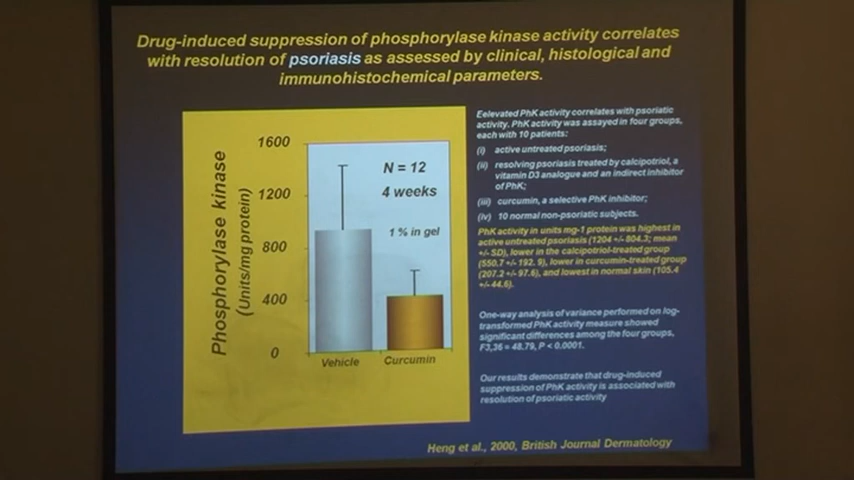 Drug-induced suppression of phosphorylase kinase activity correlates
with resolution of psoriasis as assessed by clinical, histological and
immunohistochemical parameters.
Phosphorylase kinase
(Units/mg protein)
1600
1200
800
400
0
N = 12
4 weeks
1 % in gel
Vehicle
Curcumin
Eelevated PhK activity correlates with psoriatic
activity. PhK activity was assayed in four groups,
each with 10 patients:
(i) active untreated psoriasis;
(ii) resolving psoriasis treated by calcipotriol, a
vitamin D3 analogue and an indirect inhibitor
of PhK;
(iii) curcumin, a selective PhK inhibitor;
(iv) 10 normal non-psoriatic subjects.
PhK activity in units mg-1 protein was highest in
active untreated psoriasis (1204 +/- 804.3; mean
+/- SD), lower in the calcipotriol-treated group
(550.7 +/- 192. 9), lower in curcumin-treated group
(207.2 +/- 97.6), and lowest in normal skin (105.4
+/- 44.6).
One-way analysis of variance performed on log-
transformed PhK activity measure showed
significant differences among the four groups,
F3,36 = 48.79, P < 0.0001.
Our results demonstrate that drug-induced
suppression of PhK activity is associated with
resolution of psoriatic activity
Heng et al., 2000, British Journal Dermatology